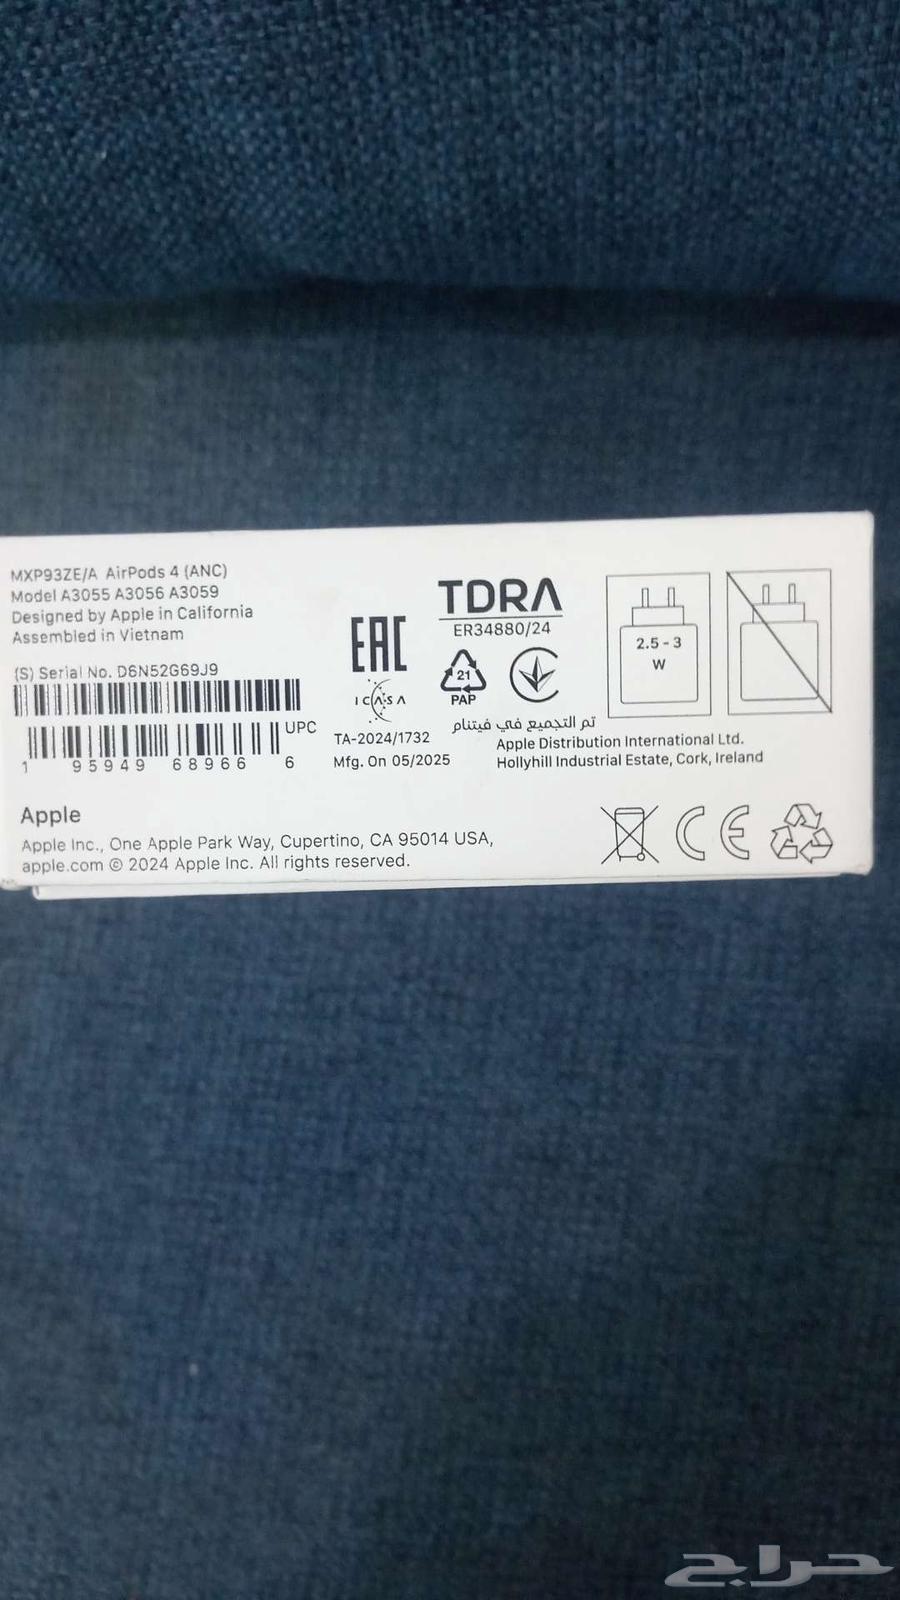 MXP93ZE/A AirPods 4 (ANC)
Model A3055 A3056 A3059
Designed by Apple in California
Assembled in Vietnam
(S) Serial No. D6N52G69J9
UPC
1 95949 68966 6
EAC
ICASA
TA-2024/1732
Mfg. On 05/2025
TDRA
ER34880/24
21
PAP
تم التجميع في فيتنام
Apple Distribution International Ltd.
Hollyhill Industrial Estate, Cork, Ireland
2.5 - 3
W
Apple
Apple Inc., One Apple Park Way, Cupertino, CA 95014 USA,
apple.com © 2024 Apple Inc. All rights reserved.
CE
حراج